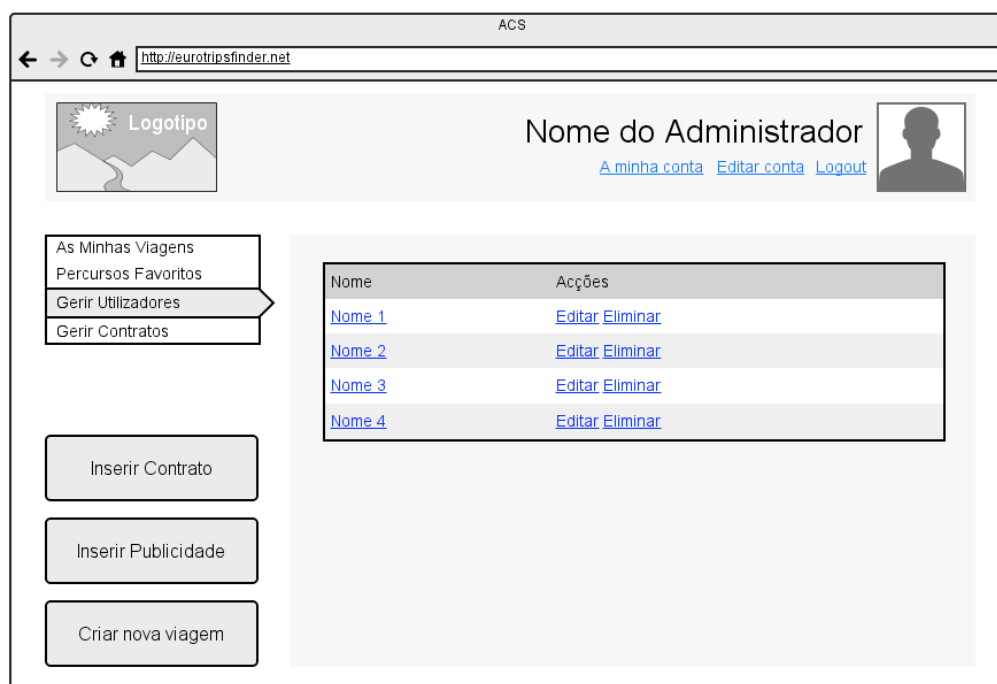 ACS
http://eurotripsfinder.net
Logotipo
Nome do Administrador
A minha conta Editar conta Logout
As Minhas Viagens
Percursos Favoritos
Gerir Utilizadores
Gerir Contratos
Nome Acções
Nome 1 Editar Eliminar
Nome 2 Editar Eliminar
Nome 3 Editar Eliminar
Nome 4 Editar Eliminar
Inserir Contrato
Inserir Publicidade
Criar nova viagem